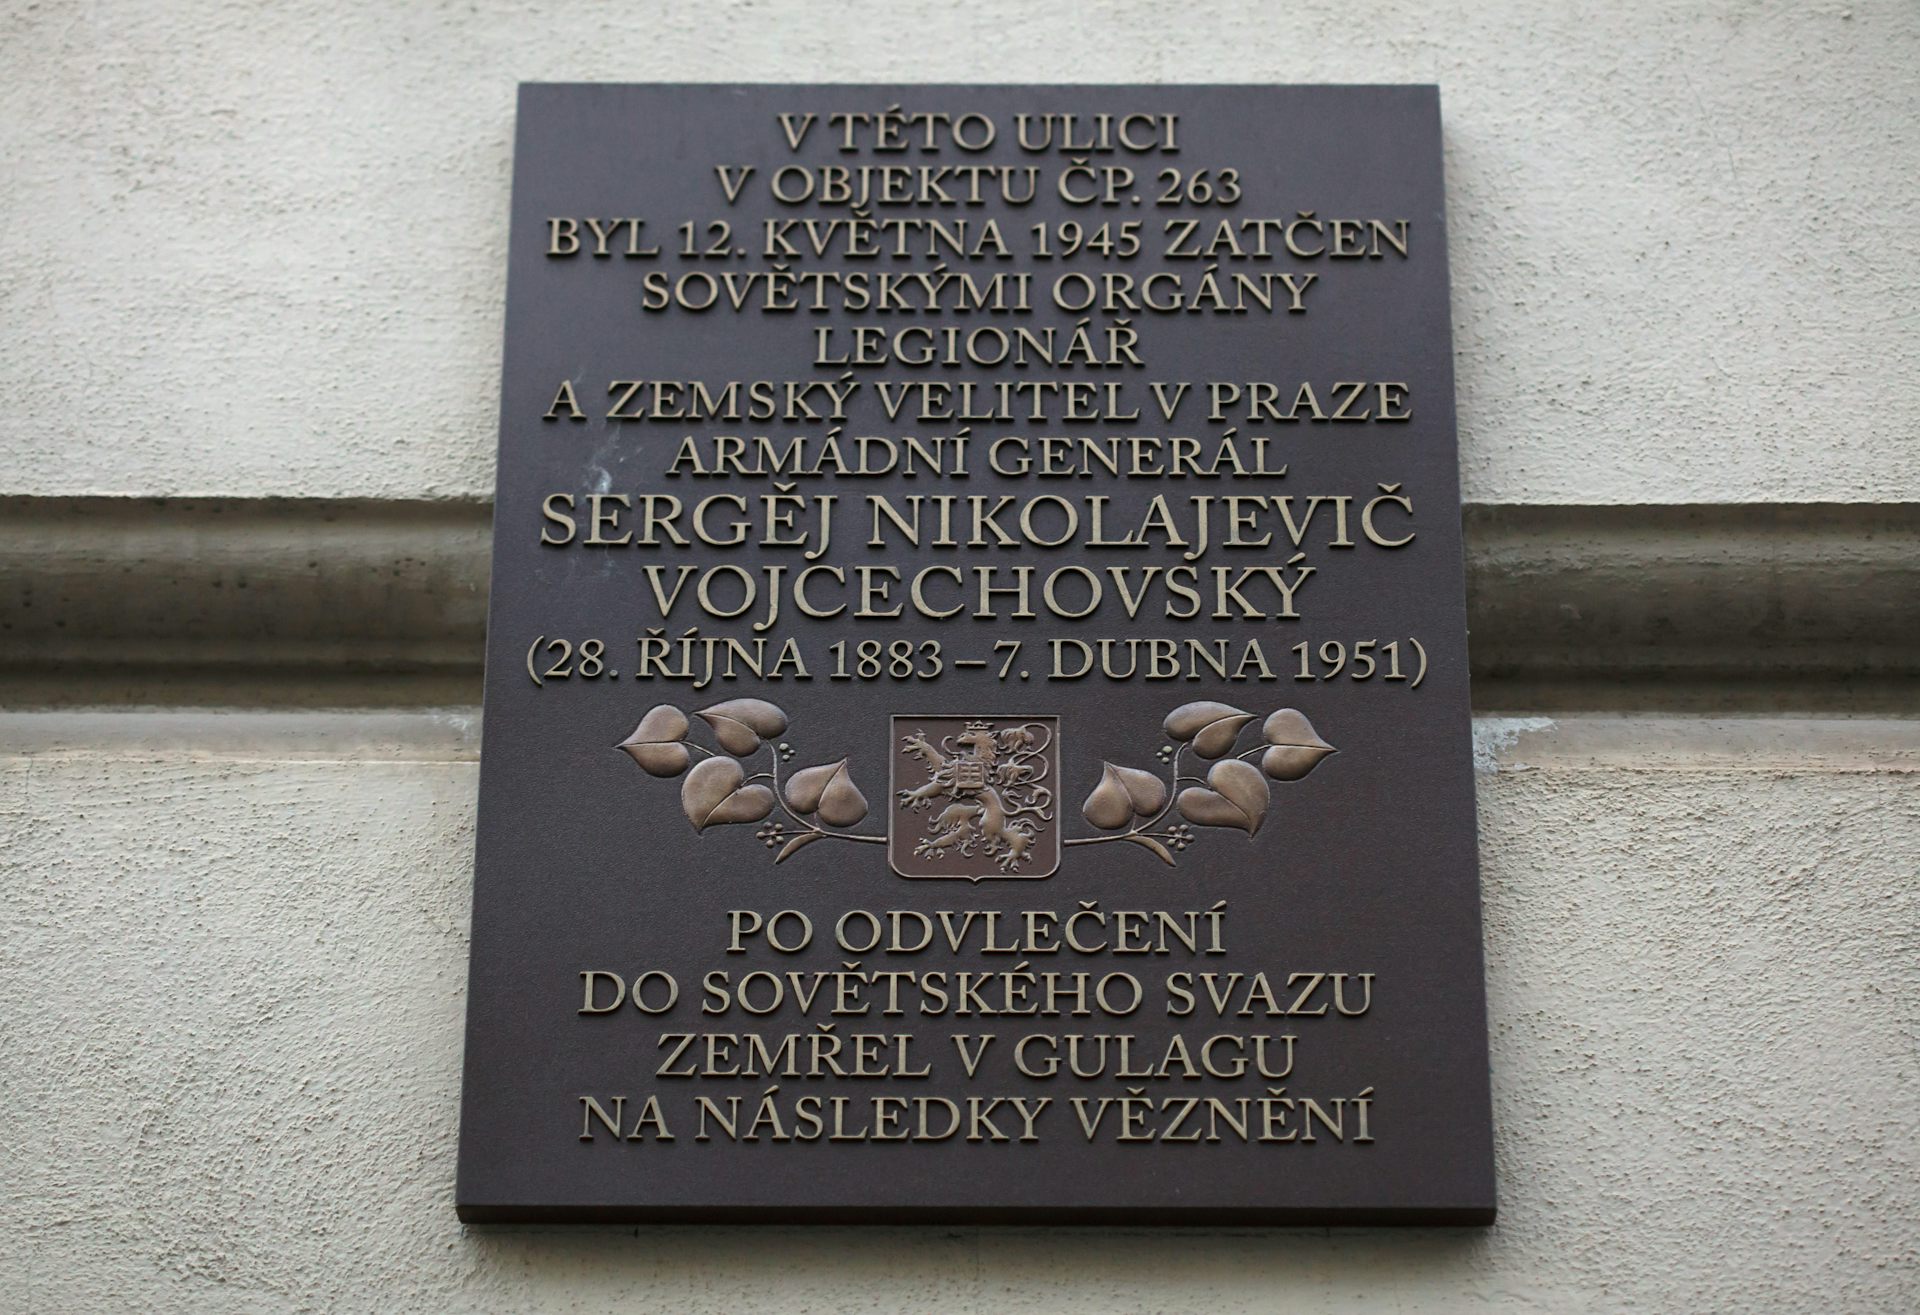 V TÉTO ULICI
V OBJEKTU ČP. 263
BYL 12. KVĚTNA 1945 ZATČEN
SOVĚTSKÝMI ORGÁNY
LEGIONÁŘ
A ZEMSKÝ VELITEL V PRAZE
ARMÁDNÍ GENERÁL
SERGĚJ NIKOLAJEVIČ
VOJCECHOVSKÝ
(28. ŘÍJNA 1883 – 7. DUBNA 1951)
PO ODVLEČENÍ
DO SOVĚTSKÉHO SVAZU
ZEMŘEL V GULAGU
NA NÁSLEDKY VĚZNĚNÍ